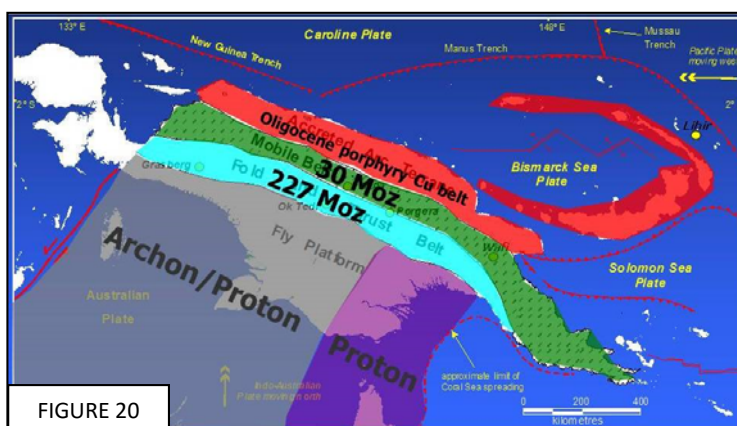 133° E
148° E
Caroline Plate
Mussau
Trench
New Guinea Trench
Manus Trench
Pacific Plate
moving west
2° S
2°
Accreted Arc Terranes
Oligocene porphyry Cu belt
Lihir
Mobile Belt
30 Moz
Bismarck Sea
Plate
Grasberg
Fold and Thrust Belt
227 Moz
Ok Tedi
Porgera
Wafi
Fly Platform
Archon/Proton
Solomon Sea
Plate
Australian
Plate
Proton
approximate limit of
Coral Sea spreading
Indo-Australian
Plate moving north
0 200 400
kilometres
FIGURE 20